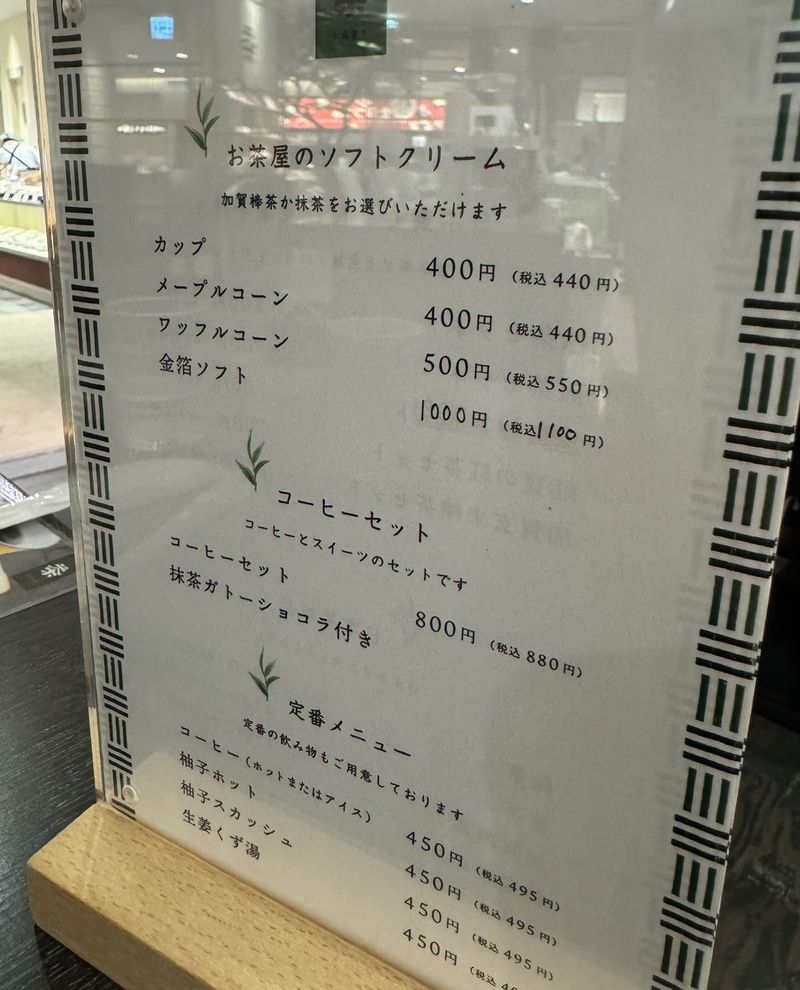 お茶屋のソフトクリーム
加賀棒茶か抹茶をお選びいただけます
カップ 400円 (税込 440円)
メープルコーン 400円 (税込 440円)
ワッフルコーン 500円 (税込 550円)
金箔ソフト 1000円 (税込1100円)
コーヒーセット
コーヒーとスイーツのセットです
コーヒーセット
抹茶ガトーショコラ付き 800円 (税込 880円)
定番メニュー
定番の飲み物もご用意しております
コーヒー(ホットまたはアイス) 450円 (税込 495円)
柚子ホット 450円 (税込 495円)
柚子スカッシュ 450円 (税込 495円)
生姜くず湯 450円 (税込